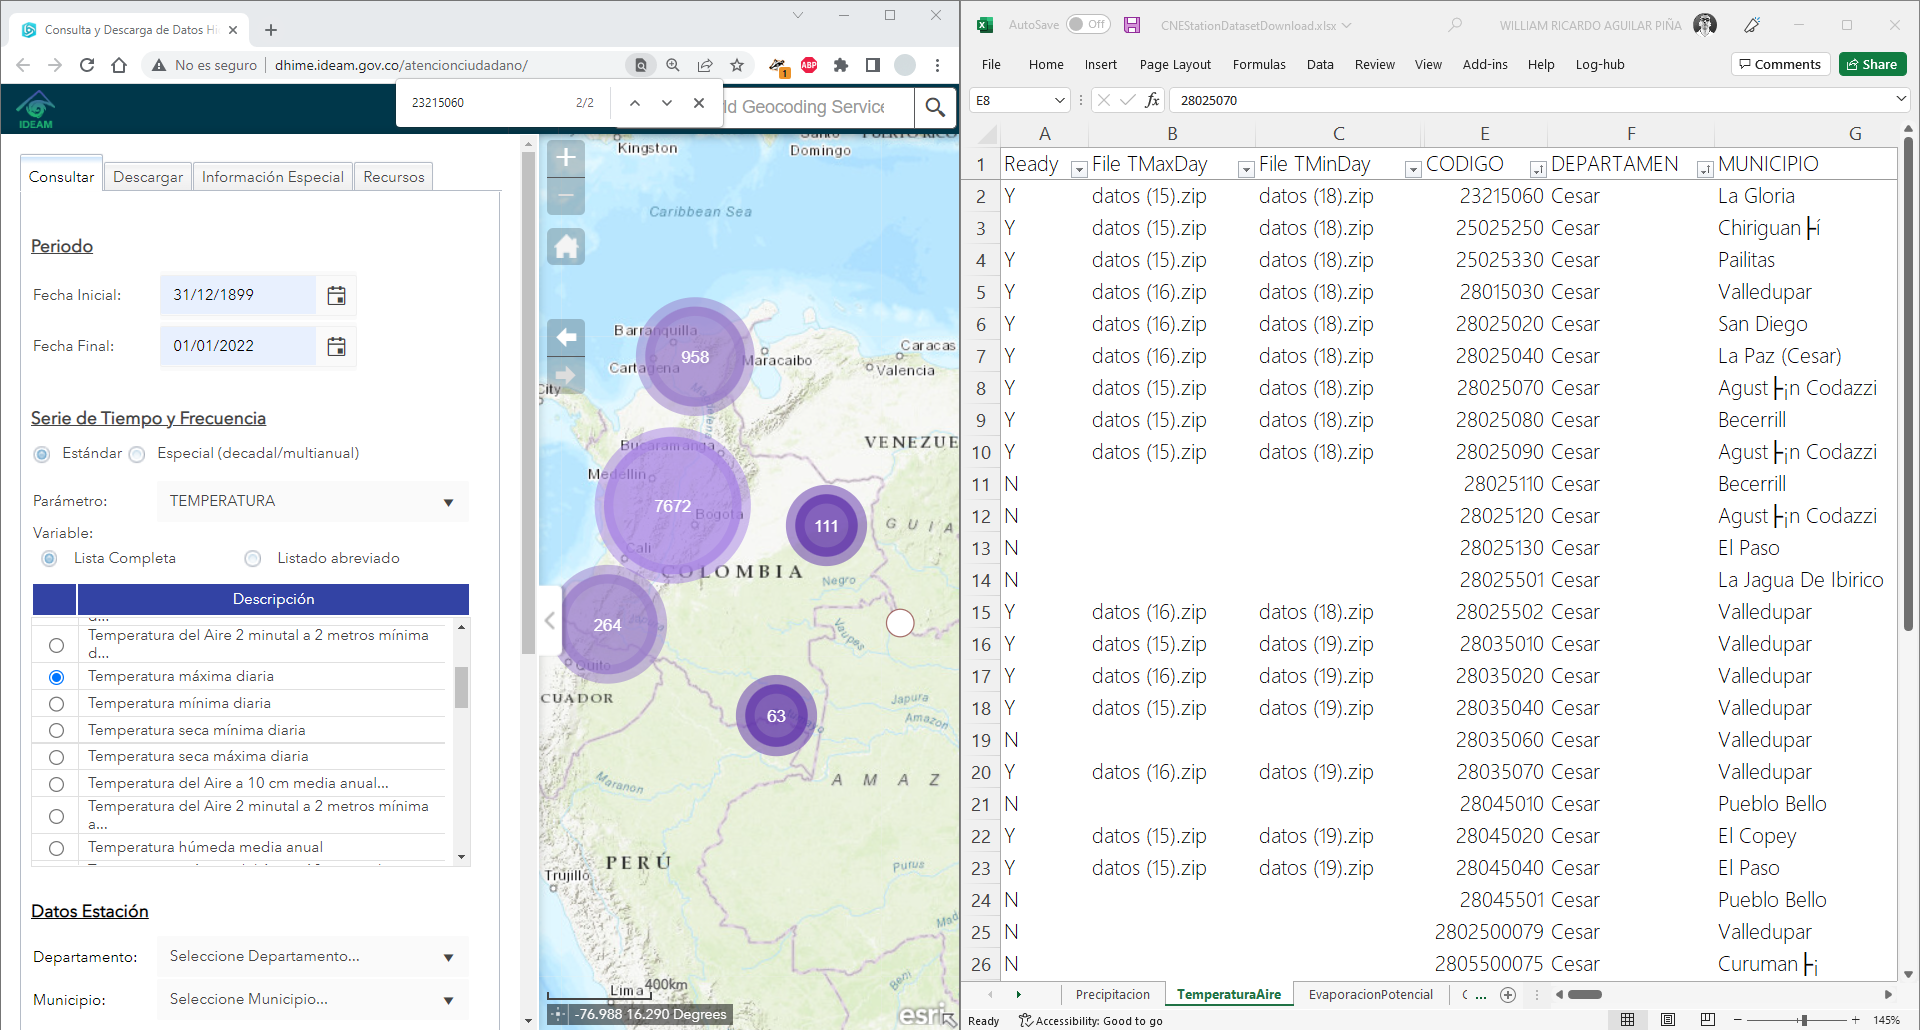 Consulta y Descarga de Datos Hi
No es seguro
dhime.ideam.gov.co/atencionciudadano/
ABP
1
23215060
2/2
ld Geocoding Service
IDEAM
Consultar
Descargar
Información Especial
Recursos
Periodo
Fecha Inicial:
31/12/1899
Fecha Final:
01/01/2022
Serie de Tiempo y Frecuencia
Estándar
Especial (decadal/multianual)
Parámetro:
TEMPERATURA
Variable:
Lista Completa
Listado abreviado
Descripción
d...
Temperatura del Aire 2 minutal a 2 metros mínima
d...
Temperatura máxima diaria
Temperatura mínima diaria
Temperatura seca mínima diaria
Temperatura seca máxima diaria
Temperatura del Aire a 10 cm media anual...
Temperatura del Aire 2 minutal a 2 metros mínima
a...
Temperatura húmeda media anual
Datos Estación
Departamento:
Seleccione Departamento...
Municipio:
Seleccione Municipio...
Kingston
Santo
Domingo
PUERTO RICO
Caribbean Sea
Barranquilla
958
Cartagena
Maracaibo
Caracas
Valencia
City
Magdalena
Bucaramanga
VENEZUE
Medellin
7672
Bogota
111
GUIA
Cali
COLOMBIA
Negro
264
Vaupes
Quito
CUADOR
63
Japura
Amazon
Maranon
AMAZ
PERÚ
Purus
Trujillo
Mad
Beni
Lima
400km
-76.988 16.290 Degrees
esri
AutoSave
Off
CNEStationDatasetDownload.xlsx
WILLIAM RICARDO AGUILAR PIÑA
File
Home
Insert
Page Layout
Formulas
Data
Review
View
Add-ins
Help
Log-hub
Comments
Share
E8
fx
28025070
A B C E F G
1 Ready File TMaxDay File TMinDay CODIGO DEPARTAMEN MUNICIPIO
2 Y datos (15).zip datos (18).zip 23215060 Cesar La Gloria
3 Y datos (15).zip datos (18).zip 25025250 Cesar Chiriguan├í
4 Y datos (15).zip datos (18).zip 25025330 Cesar Pailitas
5 Y datos (16).zip datos (18).zip 28015030 Cesar Valledupar
6 Y datos (16).zip datos (18).zip 28025020 Cesar San Diego
7 Y datos (16).zip datos (18).zip 28025040 Cesar La Paz (Cesar)
8 Y datos (15).zip datos (18).zip 28025070 Cesar Agust├¡n Codazzi
9 Y datos (15).zip datos (18).zip 28025080 Cesar Becerrill
10 Y datos (15).zip datos (18).zip 28025090 Cesar Agust├¡n Codazzi
11 N 28025110 Cesar Becerrill
12 N 28025120 Cesar Agust├¡n Codazzi
13 N 28025130 Cesar El Paso
14 N 28025501 Cesar La Jagua De Ibirico
15 Y datos (16).zip datos (18).zip 28025502 Cesar Valledupar
16 Y datos (15).zip datos (19).zip 28035010 Cesar Valledupar
17 Y datos (16).zip datos (19).zip 28035020 Cesar Valledupar
18 Y datos (15).zip datos (19).zip 28035040 Cesar Valledupar
19 N 28035060 Cesar Valledupar
20 Y datos (16).zip datos (19).zip 28035070 Cesar Valledupar
21 N 28045010 Cesar Pueblo Bello
22 Y datos (15).zip datos (19).zip 28045020 Cesar El Copey
23 Y datos (15).zip datos (19).zip 28045040 Cesar El Paso
24 N 28045501 Cesar Pueblo Bello
25 N 2802500079 Cesar Valledupar
26 N 2805500075 Cesar Curuman├¡
Precipitacion
TemperaturaAire
EvaporacionPotencial
...
Ready
Accessibility: Good to go
145%